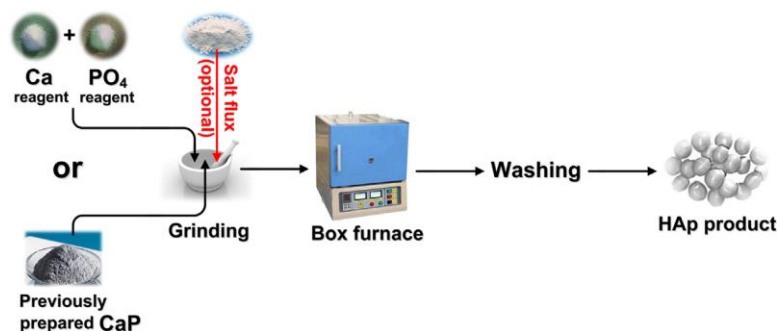 +
Ca
reagent
PO₄
reagent
Salt flux
(optional)
or
Grinding
Box furnace
Washing
HAp product
Previously
prepared CaP